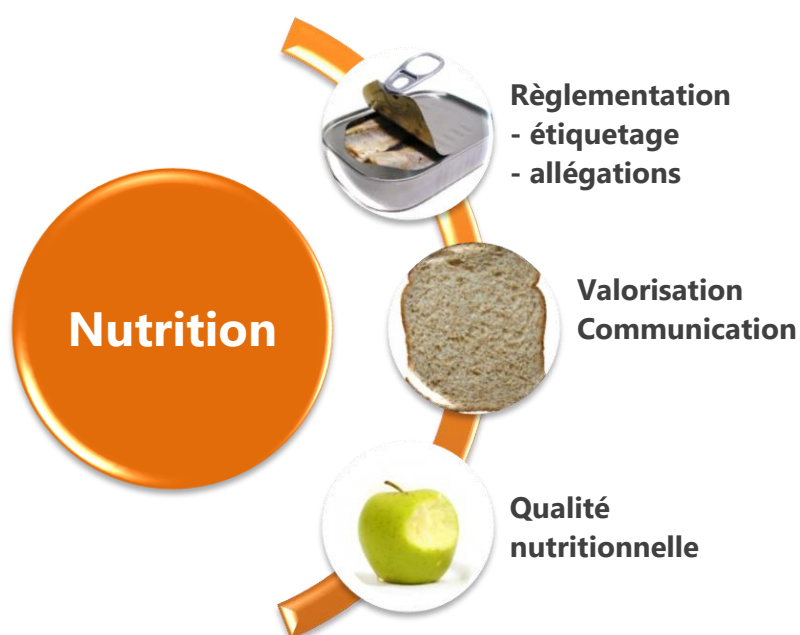 Nutrition
Règlementation
- étiquetage
- allégations
Valorisation
Communication
Qualité
nutritionnelle